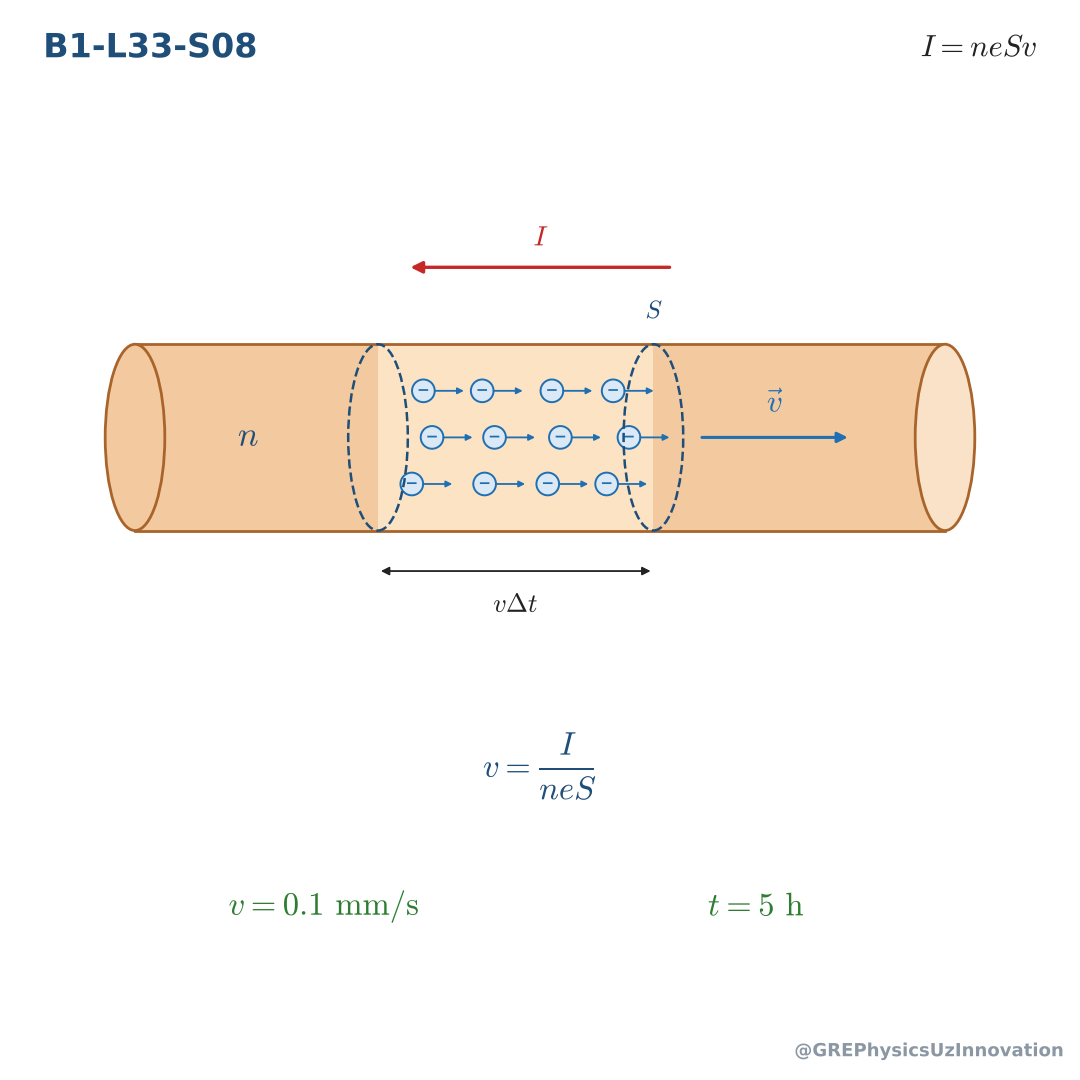 B1-L33-S08
I = neSv
I
S
n
− − − −
v⃗
− − − −
− − − −
vΔt
v = I/neS
v = 0.1 mm/s
t = 5 h
@GREPhysicsUzInnovation